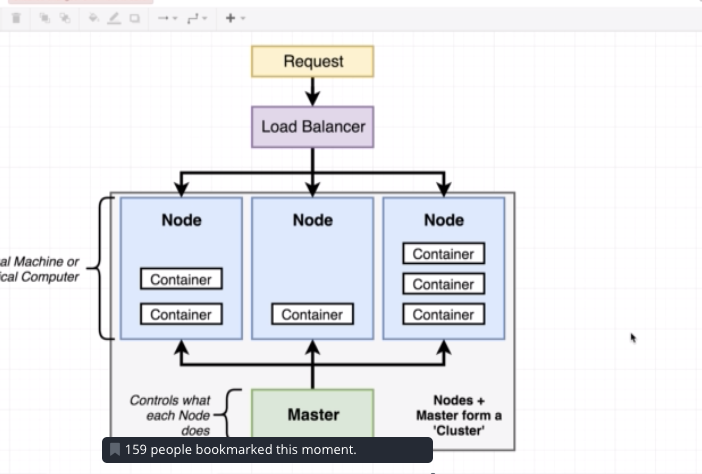 Request
Load Balancer
Node
Node
Node
Container
Container
Container
Container
Container
Container
al Machine or
ical Computer
Controls what
each Node
does
Master
Nodes +
Master form a
'Cluster'
159 people bookmarked this moment.